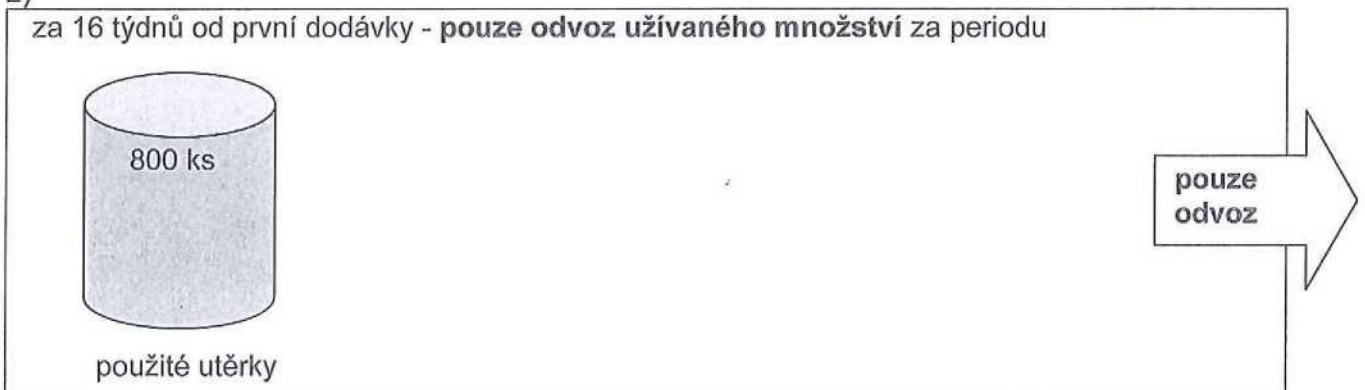 za 16 týdnů od první dodávky - pouze odvoz užívaného množství za periodu
800 ks
pouze
odvoz
použité utěrky